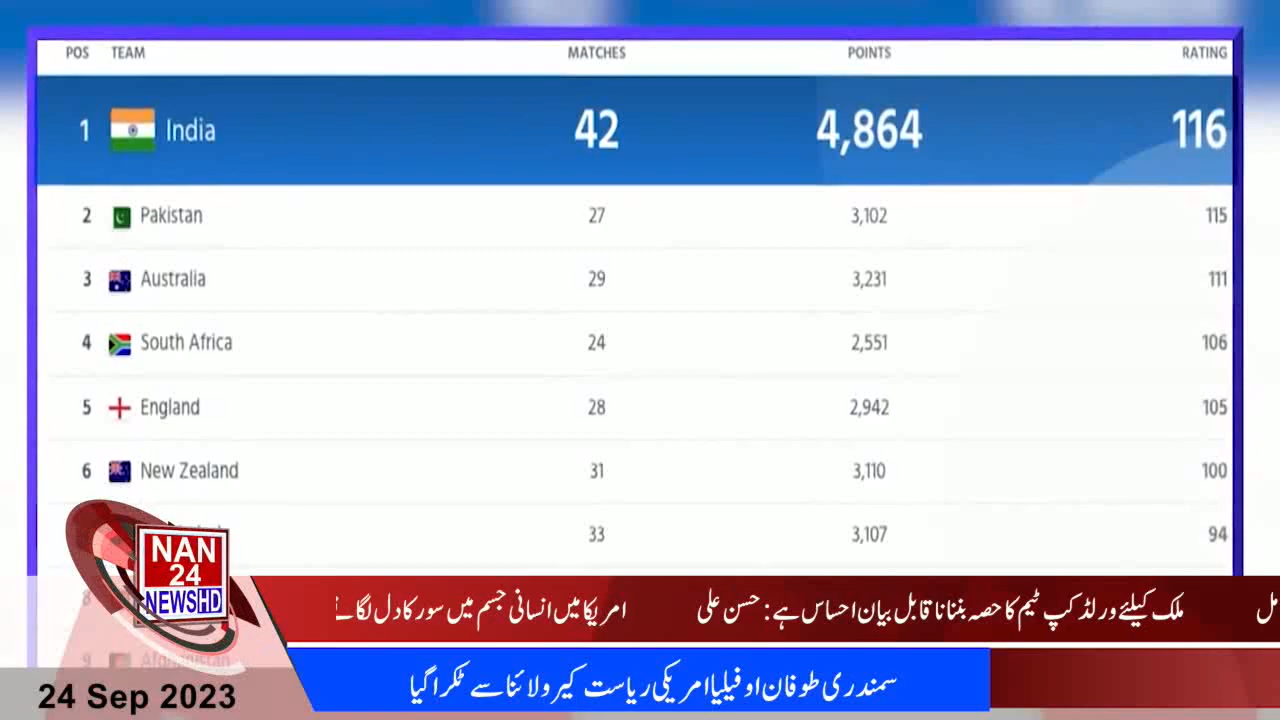 POS TEAM MATCHES POINTS RATING
1 India 42 4,864 116
2 Pakistan 27 3,102 115
3 Australia 29 3,231 111
4 South Africa 24 2,551 106
5 England 28 2,942 105
6 New Zealand 31 3,110 100
33 3,107 94
8
9 Afghanistan
NAN
24
NEWSHD
ملک کیلئے ورلڈ کپ ٹیم کا حصہ بننا ناقابل بیان احساس ہے : حسن علی امریکا میں انسانی جسم میں سور کا دل لگانے
سمندری طوفان اوفیلیا امریکی ریاست کیرولائنا سے ٹکرا گیا
24 Sep 2023